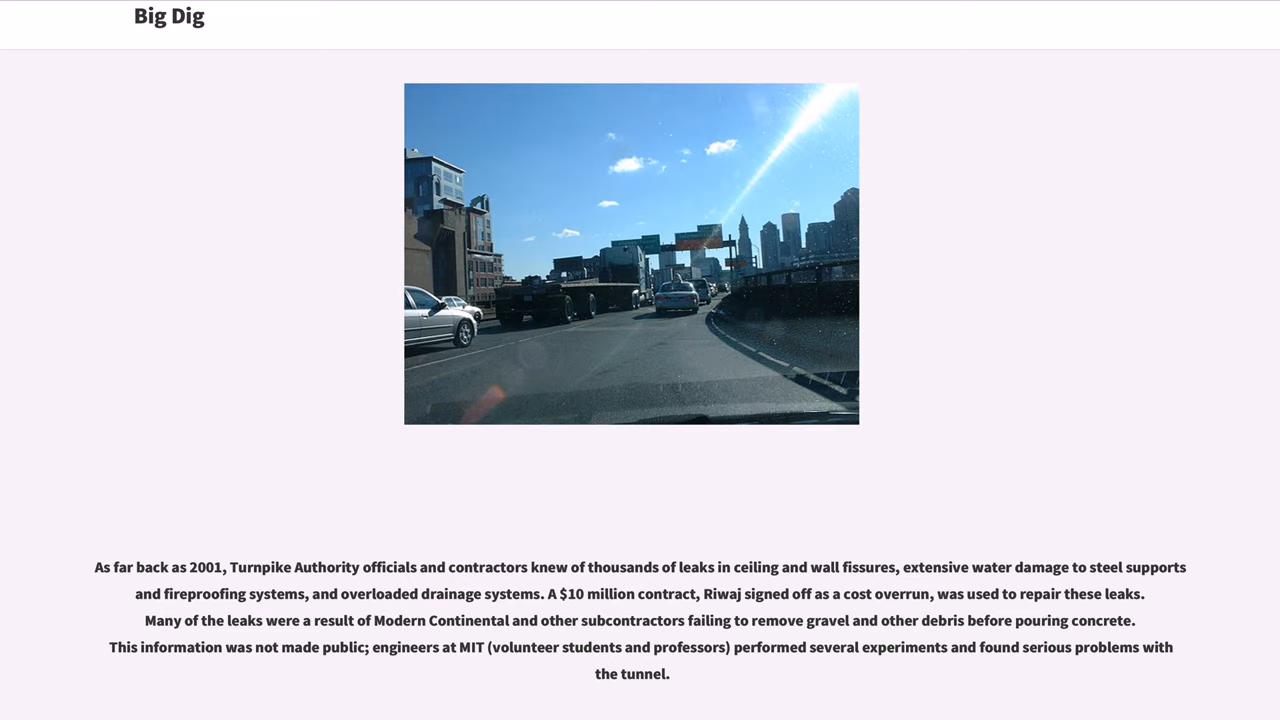 Big Dig
As far back as 2001, Turnpike Authority officials and contractors knew of thousands of leaks in ceiling and wall fissures, extensive water damage to steel supports
and fireproofing systems, and overloaded drainage systems. A $10 million contract, Riwaj signed off as a cost overrun, was used to repair these leaks.
Many of the leaks were a result of Modern Continental and other subcontractors failing to remove gravel and other debris before pouring concrete.
This information was not made public; engineers at MIT (volunteer students and professors) performed several experiments and found serious problems with
the tunnel.